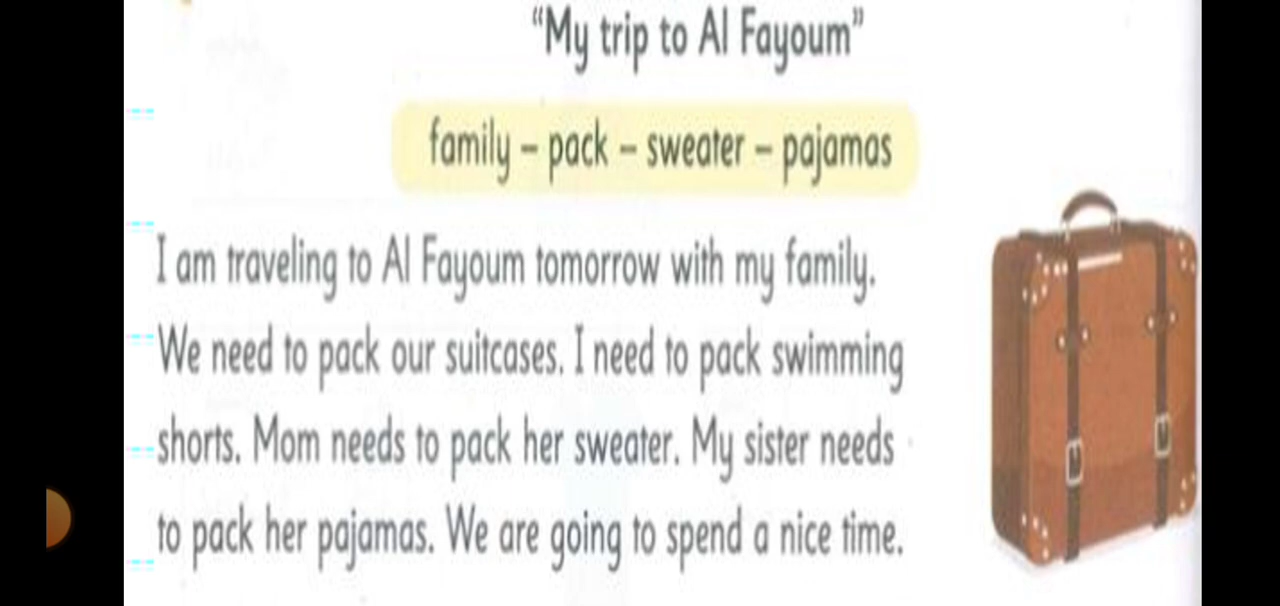 “My trip to Al Fayoum”
family – pack – sweater – pajamas
I am traveling to Al Fayoum tomorrow with my family.
We need to pack our suitcases. I need to pack swimming
shorts. Mom needs to pack her sweater. My sister needs
to pack her pajamas. We are going to spend a nice time.